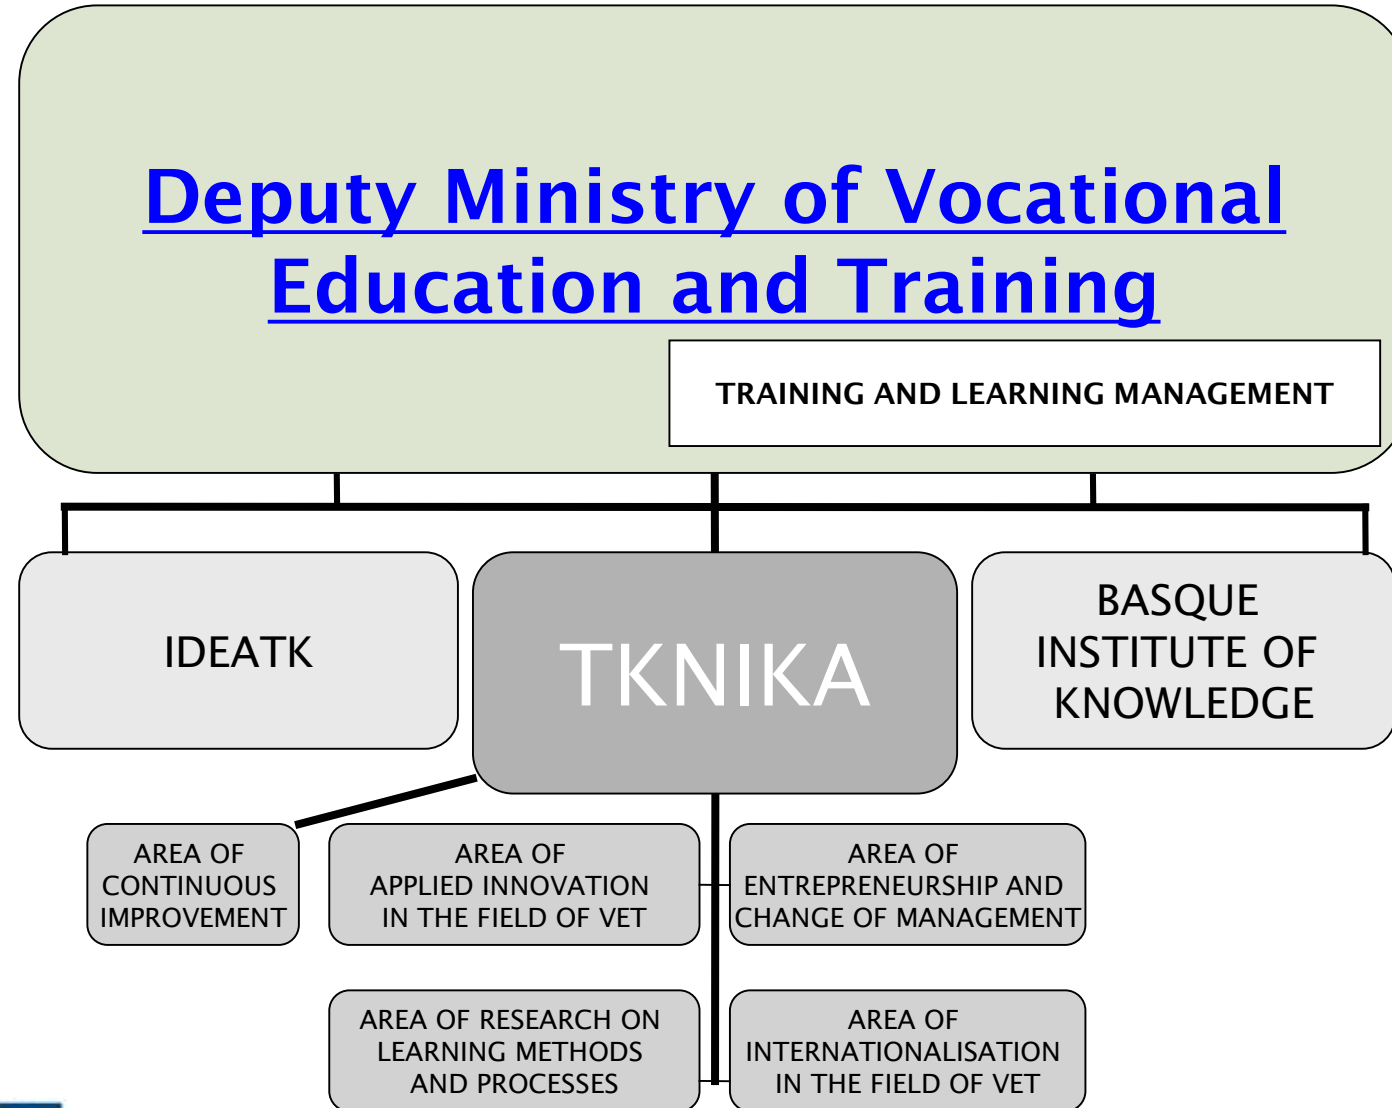 Deputy Ministry of Vocational
Education and Training
TRAINING AND LEARNING MANAGEMENT
IDEATK
TKNIKA
BASQUE
INSTITUTE OF
KNOWLEDGE
AREA OF
CONTINUOUS
IMPROVEMENT
AREA OF
APPLIED INNOVATION
IN THE FIELD OF VET
AREA OF
ENTREPRENEURSHIP AND
CHANGE OF MANAGEMENT
AREA OF RESEARCH ON
LEARNING METHODS
AND PROCESSES
AREA OF
INTERNATIONALISATION
IN THE FIELD OF VET